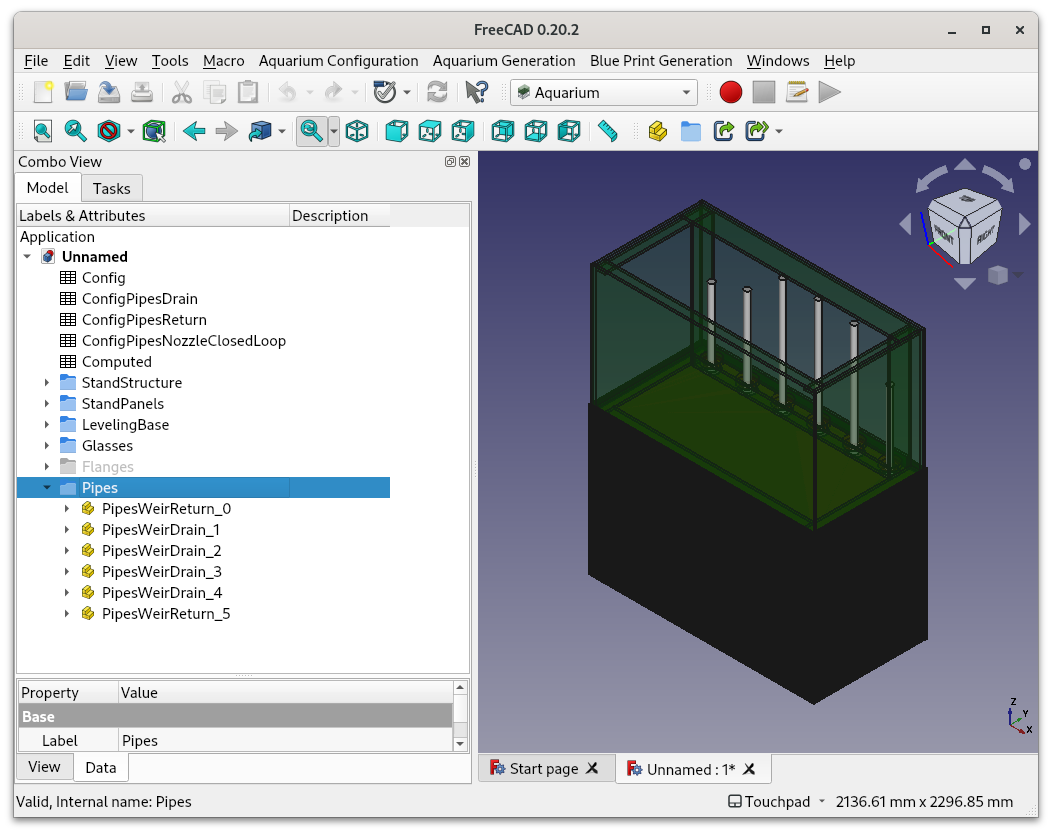 FreeCAD 0.20.2
File Edit View Tools Macro Aquarium Configuration Aquarium Generation Blue Print Generation Windows Help
Aquarium
Combo View
Model Tasks
Labels & Attributes Description
Application
Unnamed
Config
ConfigPipesDrain
ConfigPipesReturn
ConfigPipesNozzleClosedLoop
Computed
StandStructure
StandPanels
LevelingBase
Glasses
Flanges
Pipes
PipesWeirReturn_0
PipesWeirDrain_1
PipesWeirDrain_2
PipesWeirDrain_3
PipesWeirDrain_4
PipesWeirReturn_5
Property Value
Base
Label Pipes
View Data
FRONT RIGHT
Z
Y
X
Start page Unnamed : 1*
Valid, Internal name: Pipes Touchpad 2136.61 mm x 2296.85 mm